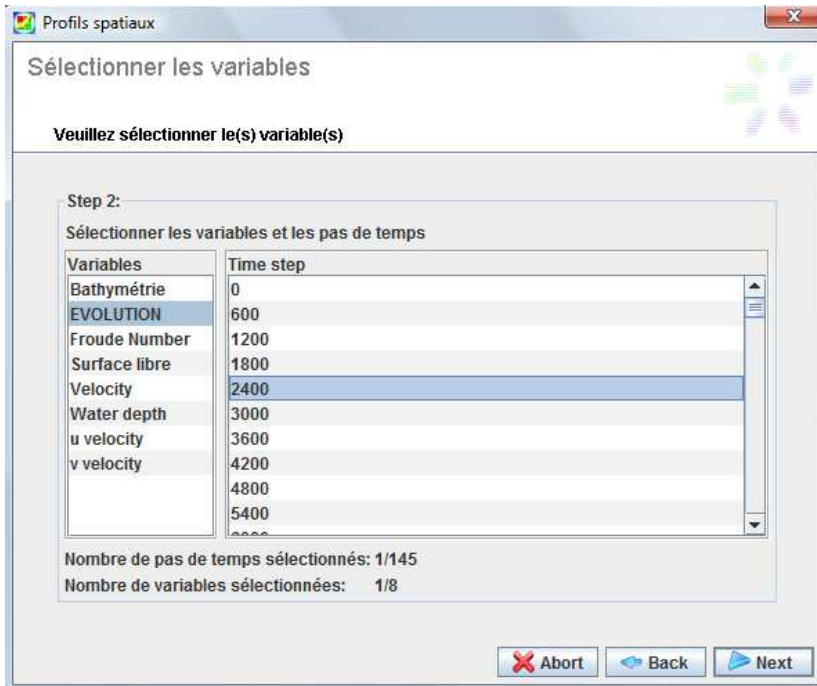 Profils spatiaux
Sélectionner les variables
Veuillez sélectionner le(s) variable(s)
Step 2:
Sélectionner les variables et les pas de temps
Variables
Bathymétrie
EVOLUTION
Froude Number
Surface libre
Velocity
Water depth
u velocity
v velocity
Time step
0
600
1200
1800
2400
3000
3600
4200
4800
5400
Nombre de pas de temps sélectionnés: 1/145
Nombre de variables sélectionnées: 1/8
Abort
Back
Next